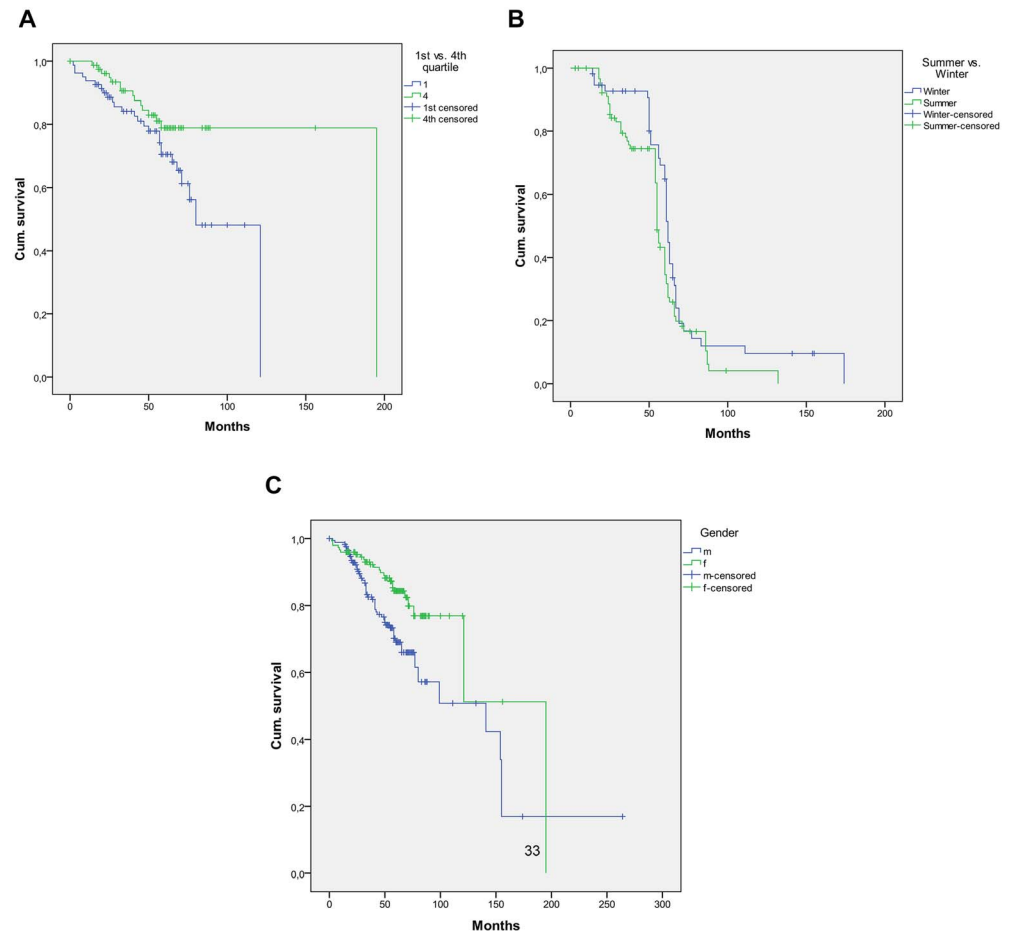 A
1st vs. 4th
quartile
1
4
1st censored
4th censored
1,0
0,8
0,6
0,4
0,2
0,0
Cum. survival
0
50
100
150
200
Months
B
Summer vs.
Winter
Winter
Summer
Winter-censored
Summer-censored
1,0
0,8
0,6
0,4
0,2
0,0
Cum. survival
0
50
100
150
200
Months
C
Gender
m
f
m-censored
f-censored
1,0
0,8
0,6
0,4
0,2
0,0
Cum. survival
33
0
50
100
150
200
250
300
Months